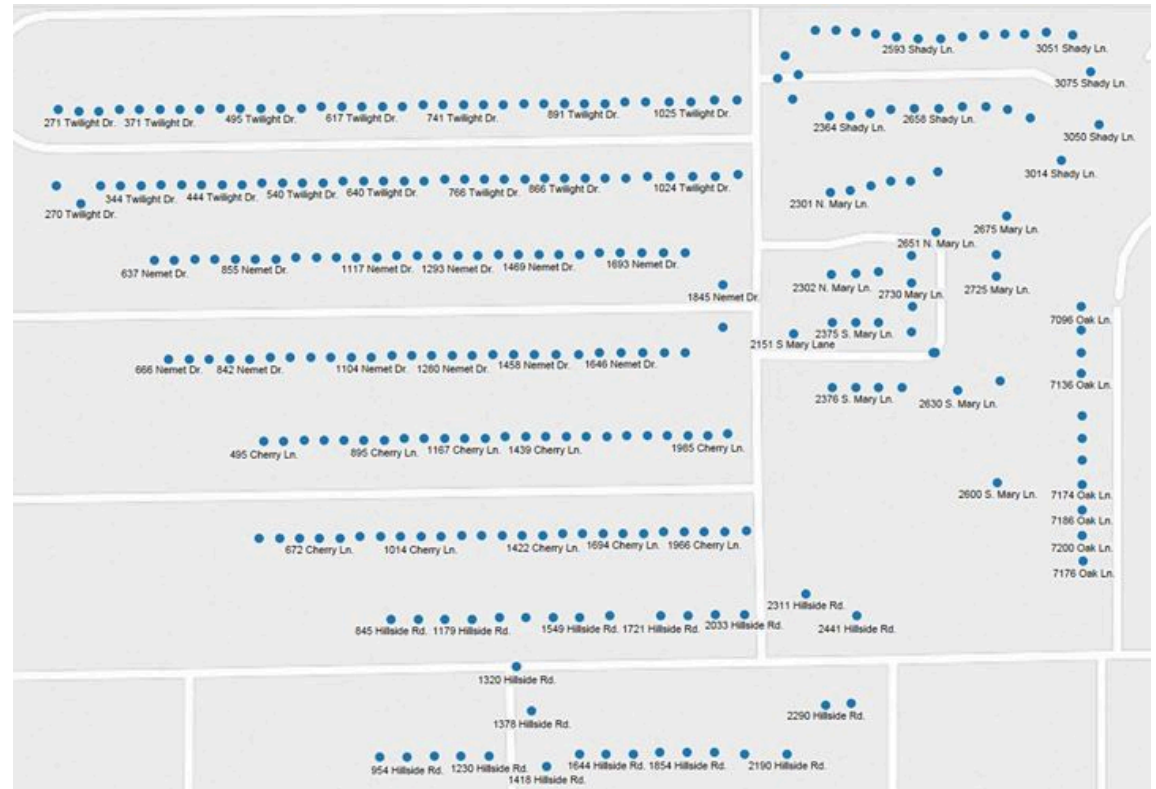 2593 Shady Ln.
3051 Shady Ln.
3075 Shady Ln.
271 Twilight Dr.
371 Twilight Dr.
495 Twilight Dr.
617 Twilight Dr.
741 Twilight Dr.
891 Twilight Dr.
1025 Twilight Dr.
2364 Shady Ln.
2658 Shady Ln.
3050 Shady Ln.
3014 Shady Ln.
270 Twilight Dr.
344 Twilight Dr.
444 Twilight Dr.
540 Twilight Dr.
640 Twilight Dr.
766 Twilight Dr.
866 Twilight Dr.
1024 Twilight Dr.
2301 N. Mary Ln.
2675 Mary Ln.
2651 N. Mary Ln.
637 Nemet Dr.
855 Nemet Dr.
1117 Nemet Dr.
1293 Nemet Dr.
1469 Nemet Dr.
1693 Nemet Dr.
1845 Nemet Dr.
2302 N. Mary Ln.
2730 Mary Ln.
2725 Mary Ln.
7096 Oak Ln.
2375 S. Mary Ln.
2151 S Mary Lane
666 Nemet Dr.
842 Nemet Dr.
1104 Nemet Dr.
1280 Nemet Dr.
1458 Nemet Dr.
1646 Nemet Dr.
7136 Oak Ln.
2376 S. Mary Ln.
2630 S. Mary Ln.
495 Cherry Ln.
895 Cherry Ln.
1167 Cherry Ln.
1439 Cherry Ln.
1985 Cherry Ln.
2600 S. Mary Ln.
7174 Oak Ln.
7186 Oak Ln.
672 Cherry Ln.
1014 Cherry Ln.
1422 Cherry Ln.
1694 Cherry Ln.
1966 Cherry Ln.
7200 Oak Ln.
7176 Oak Ln.
2311 Hillside Rd.
845 Hillside Rd.
1179 Hillside Rd.
1549 Hillside Rd.
1721 Hillside Rd.
2033 Hillside Rd.
2441 Hillside Rd.
1320 Hillside Rd.
1378 Hillside Rd.
2290 Hillside Rd.
954 Hillside Rd.
1230 Hillside Rd.
1418 Hillside Rd.
1644 Hillside Rd.
1854 Hillside Rd.
2190 Hillside Rd.